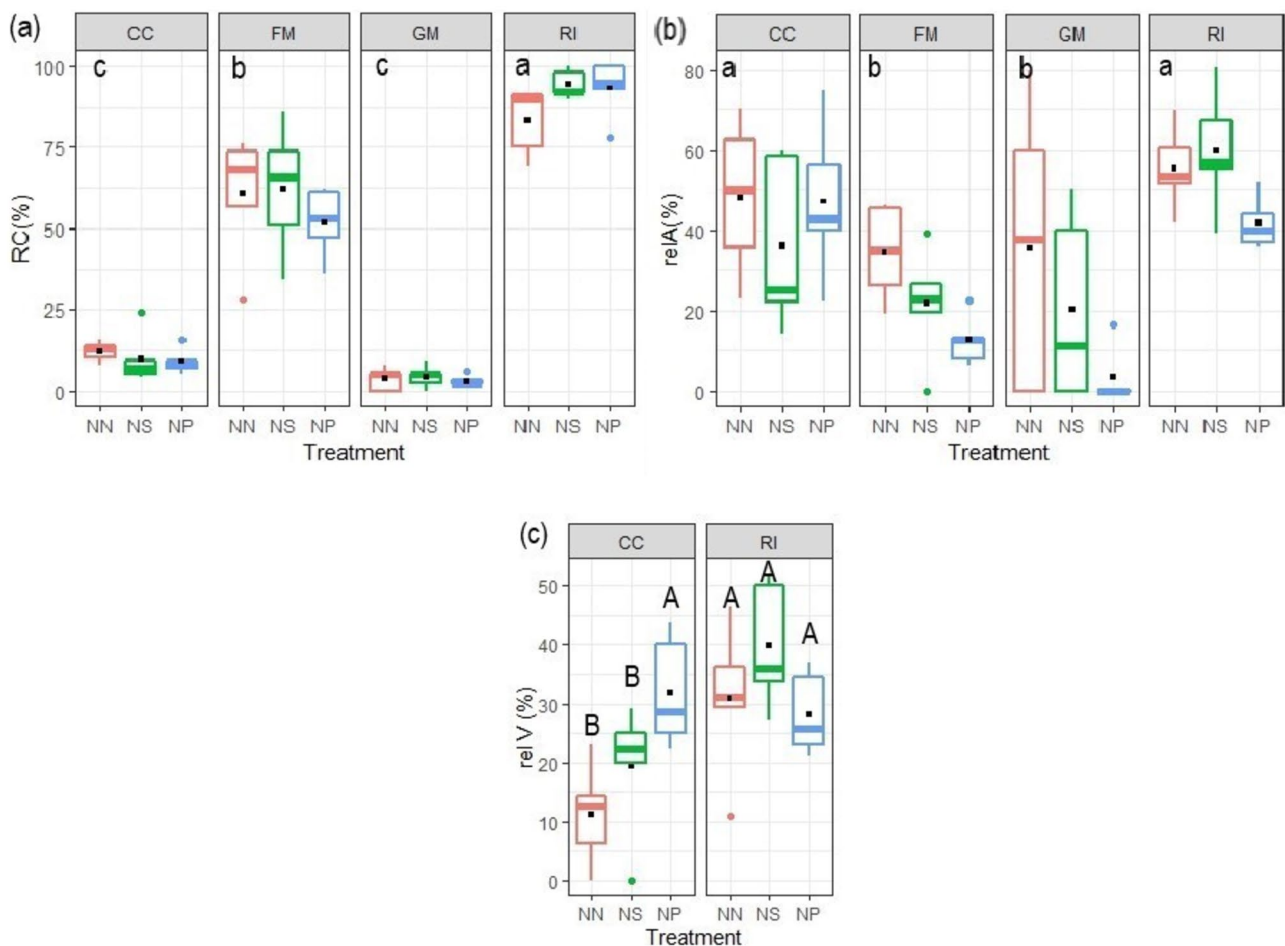 (a)
CC FM GM RI
c b c a
RC(%)
100
75
50
25
0
NN NS NP NN NS NP NN NS NP NN NS NP
Treatment
(b)
CC FM GM RI
a b b a
relA(%)
80
60
40
20
0
NN NS NP NN NS NP NN NS NP NN NS NP
Treatment
(c)
CC RI
rel V (%)
50
40
30
20
10
0
B B A A A A
NN NS NP NN NS NP
Treatment